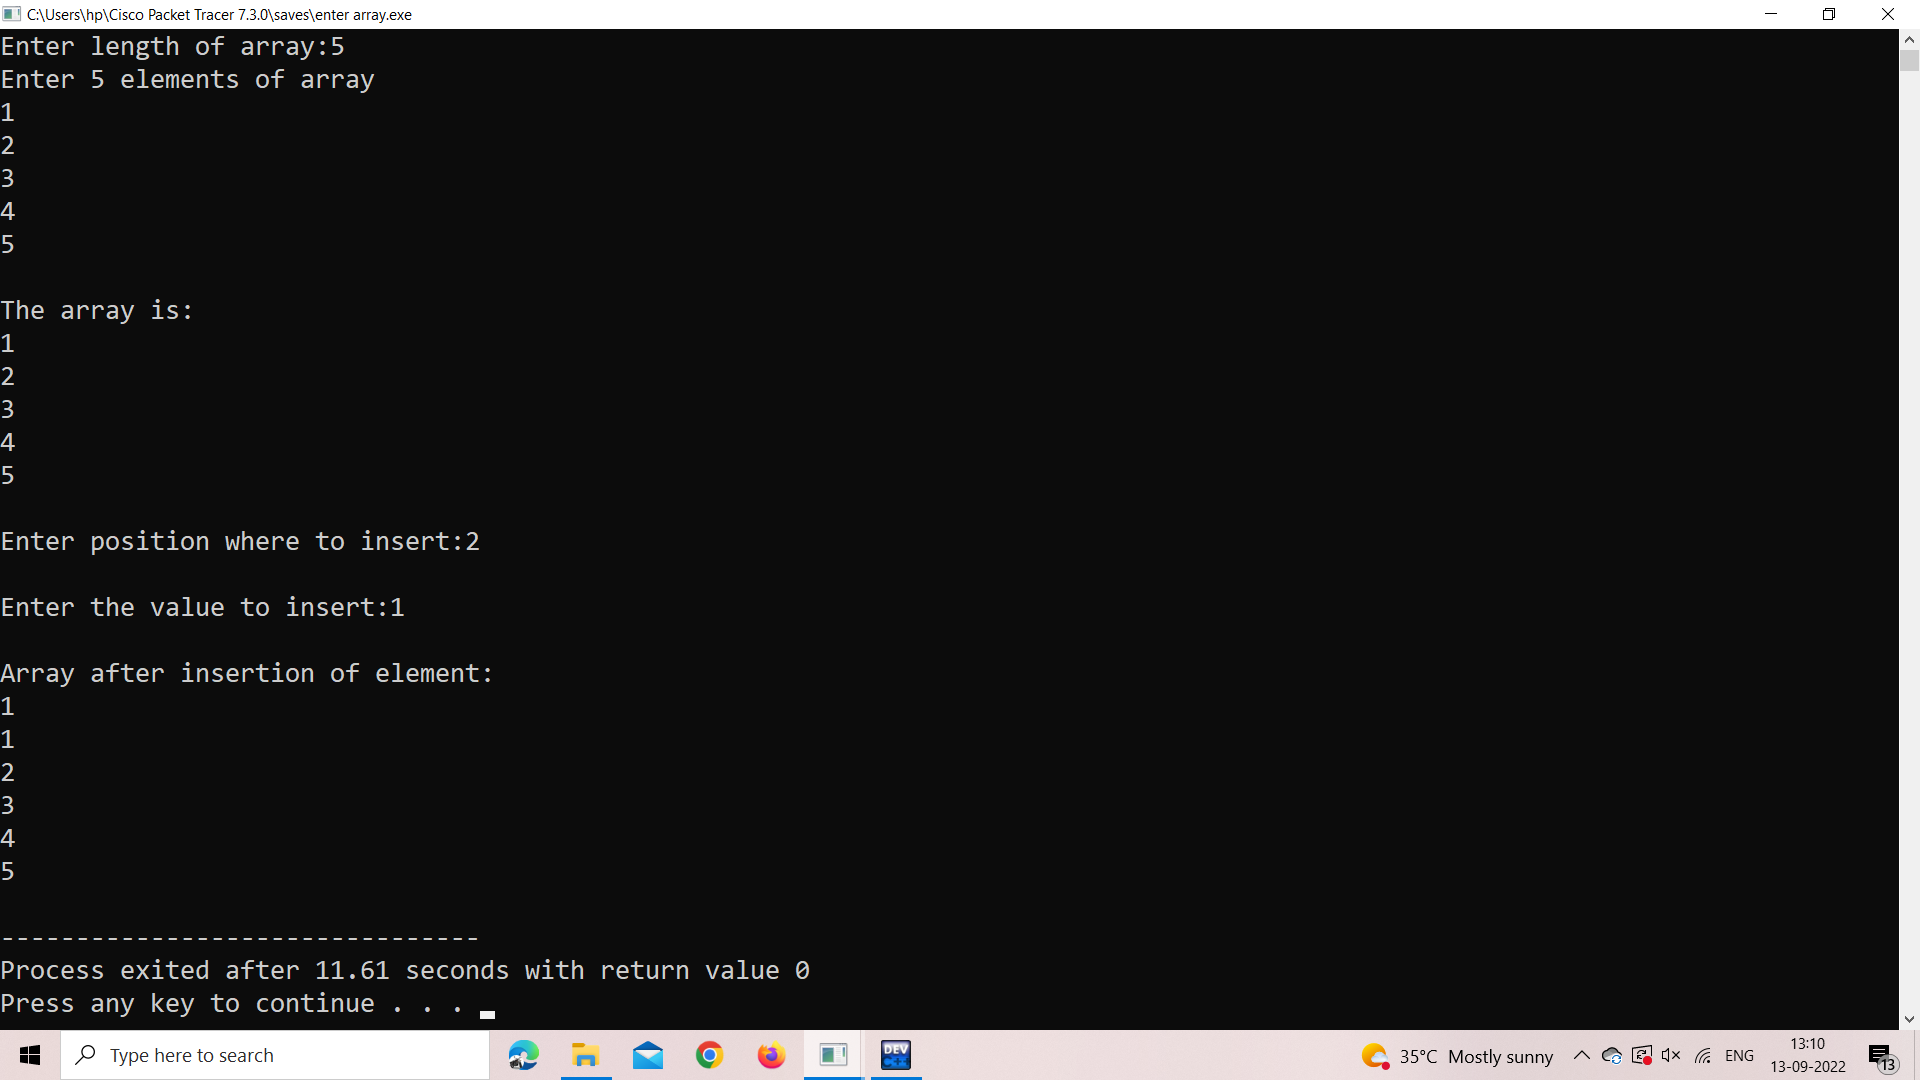 C:\Users\hp\Cisco Packet Tracer 7.3.0\saves\enter array.exe
Enter length of array:5
Enter 5 elements of array
1
2
3
4
5
The array is:
1
2
3
4
5
Enter position where to insert:2
Enter the value to insert:1
Array after insertion of element:
1
1
2
3
4
5
--------------------------------
Process exited after 11.61 seconds with return value 0
Press any key to continue . . .
Type here to search
DEV C++
35°C Mostly sunny
ENG
13:10
13-09-2022
13